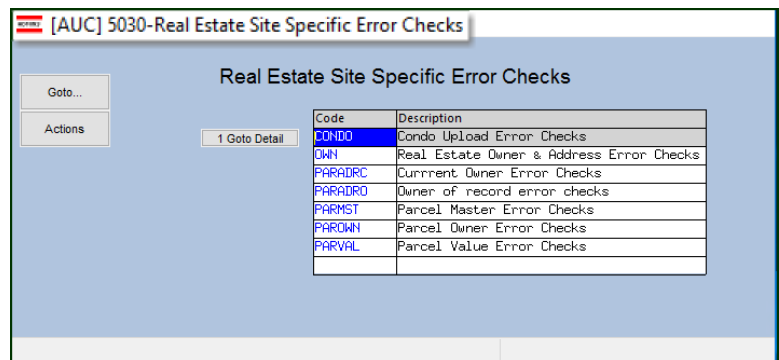 [AUC] 5030-Real Estate Site Specific Error Checks
Real Estate Site Specific Error Checks
Goto...
Actions
1 Goto Detail
Code Description
CONDO Condo Upload Error Checks
OWN Real Estate Owner & Address Error Checks
PARADRC Currrent Owner Error Checks
PARADRO Owner of record error checks
PARMST Parcel Master Error Checks
PAROWN Parcel Owner Error Checks
PARVAL Parcel Value Error Checks